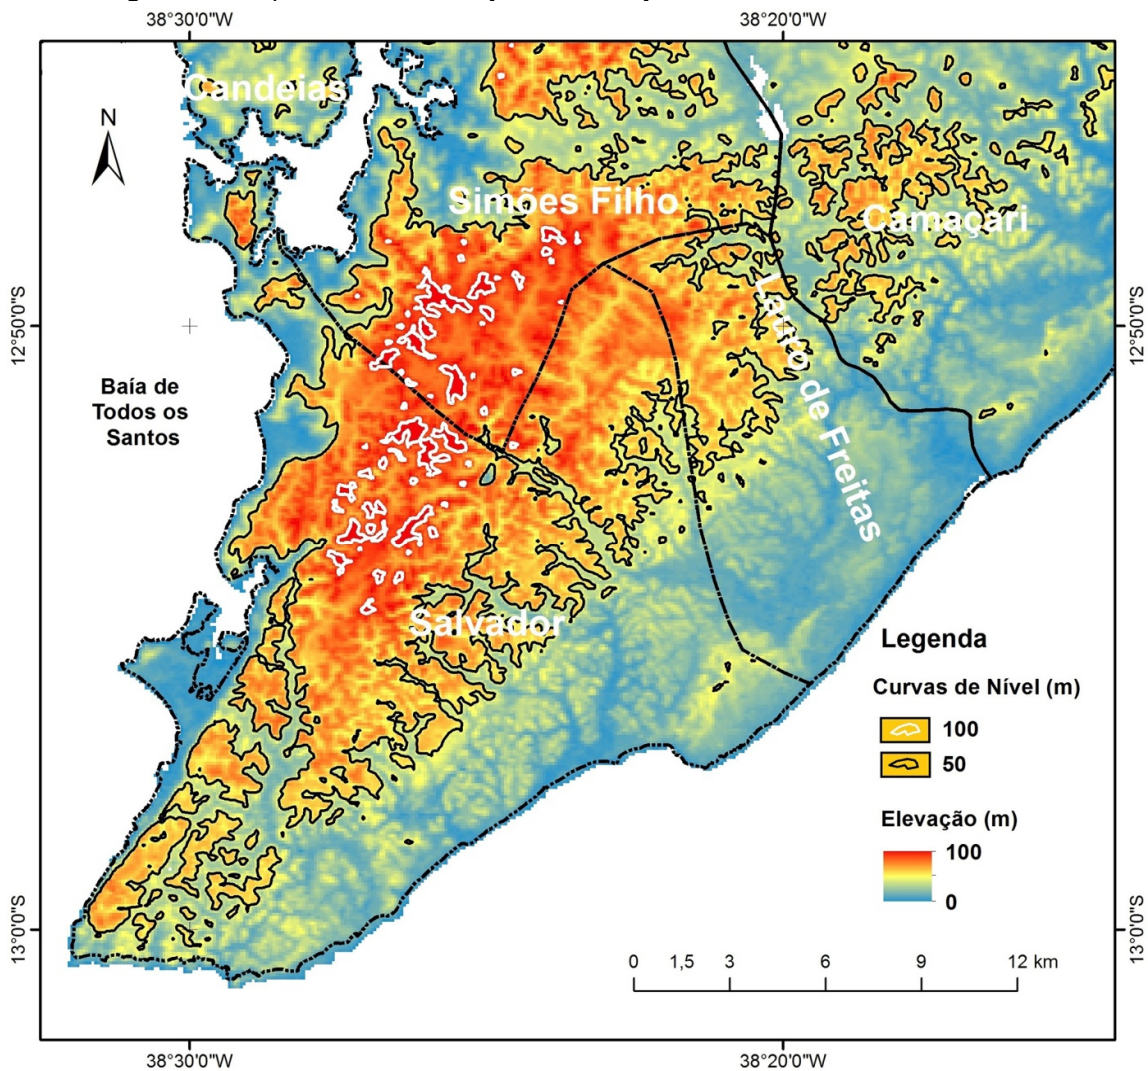 38°30'0"W
38°20'0"W
Candeias
N
Simões Filho
Camaçari
Lauro de Freitas
12°50'0"S
12°50'0"S
Baía de
Todos os
Santos
Salvador
Legenda
Curvas de Nível (m)
100
50
Elevação (m)
100
0
13°0'0"S
13°0'0"S
0 1,5 3 6 9 12 km
38°30'0"W
38°20'0"W